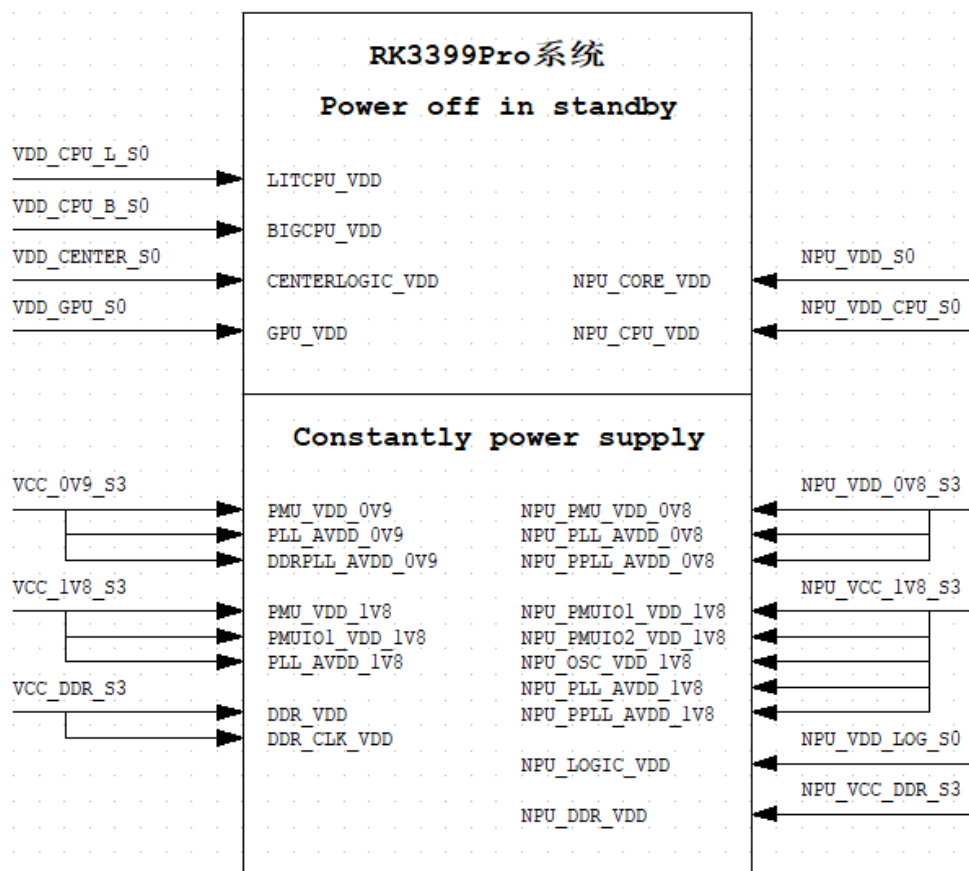 RK3399Pro系统
Power off in standby
VDD_CPU_L_S0
LITCPU_VDD
VDD_CPU_B_S0
BIGCPU_VDD
VDD_CENTER_S0
NPU_VDD_S0
CENTERLOGIC_VDD
NPU_CORE_VDD
VDD_GPU_S0
NPU_VDD_CPU_S0
GPU_VDD
NPU_CPU_VDD
Constantly power supply
VCC_0V9_S3
NPU_VDD_0V8_S3
PMU_VDD_0V9
NPU_PMU_VDD_0V8
PLL_AVDD_0V9
NPU_PLL_AVDD_0V8
DDRPLL_AVDD_0V9
NPU_PPLL_AVDD_0V8
VCC_1V8_S3
NPU_VCC_1V8_S3
PMU_VDD_1V8
NPU_PMUIO1_VDD_1V8
PMUIO1_VDD_1V8
NPU_PMUIO2_VDD_1V8
PLL_AVDD_1V8
NPU_OSC_VDD_1V8
VCC_DDR_S3
NPU_PLL_AVDD_1V8
DDR_VDD
NPU_PPLL_AVDD_1V8
DDR_CLK_VDD
NPU_VDD_LOG_S0
NPU_LOGIC_VDD
NPU_VCC_DDR_S3
NPU_DDR_VDD